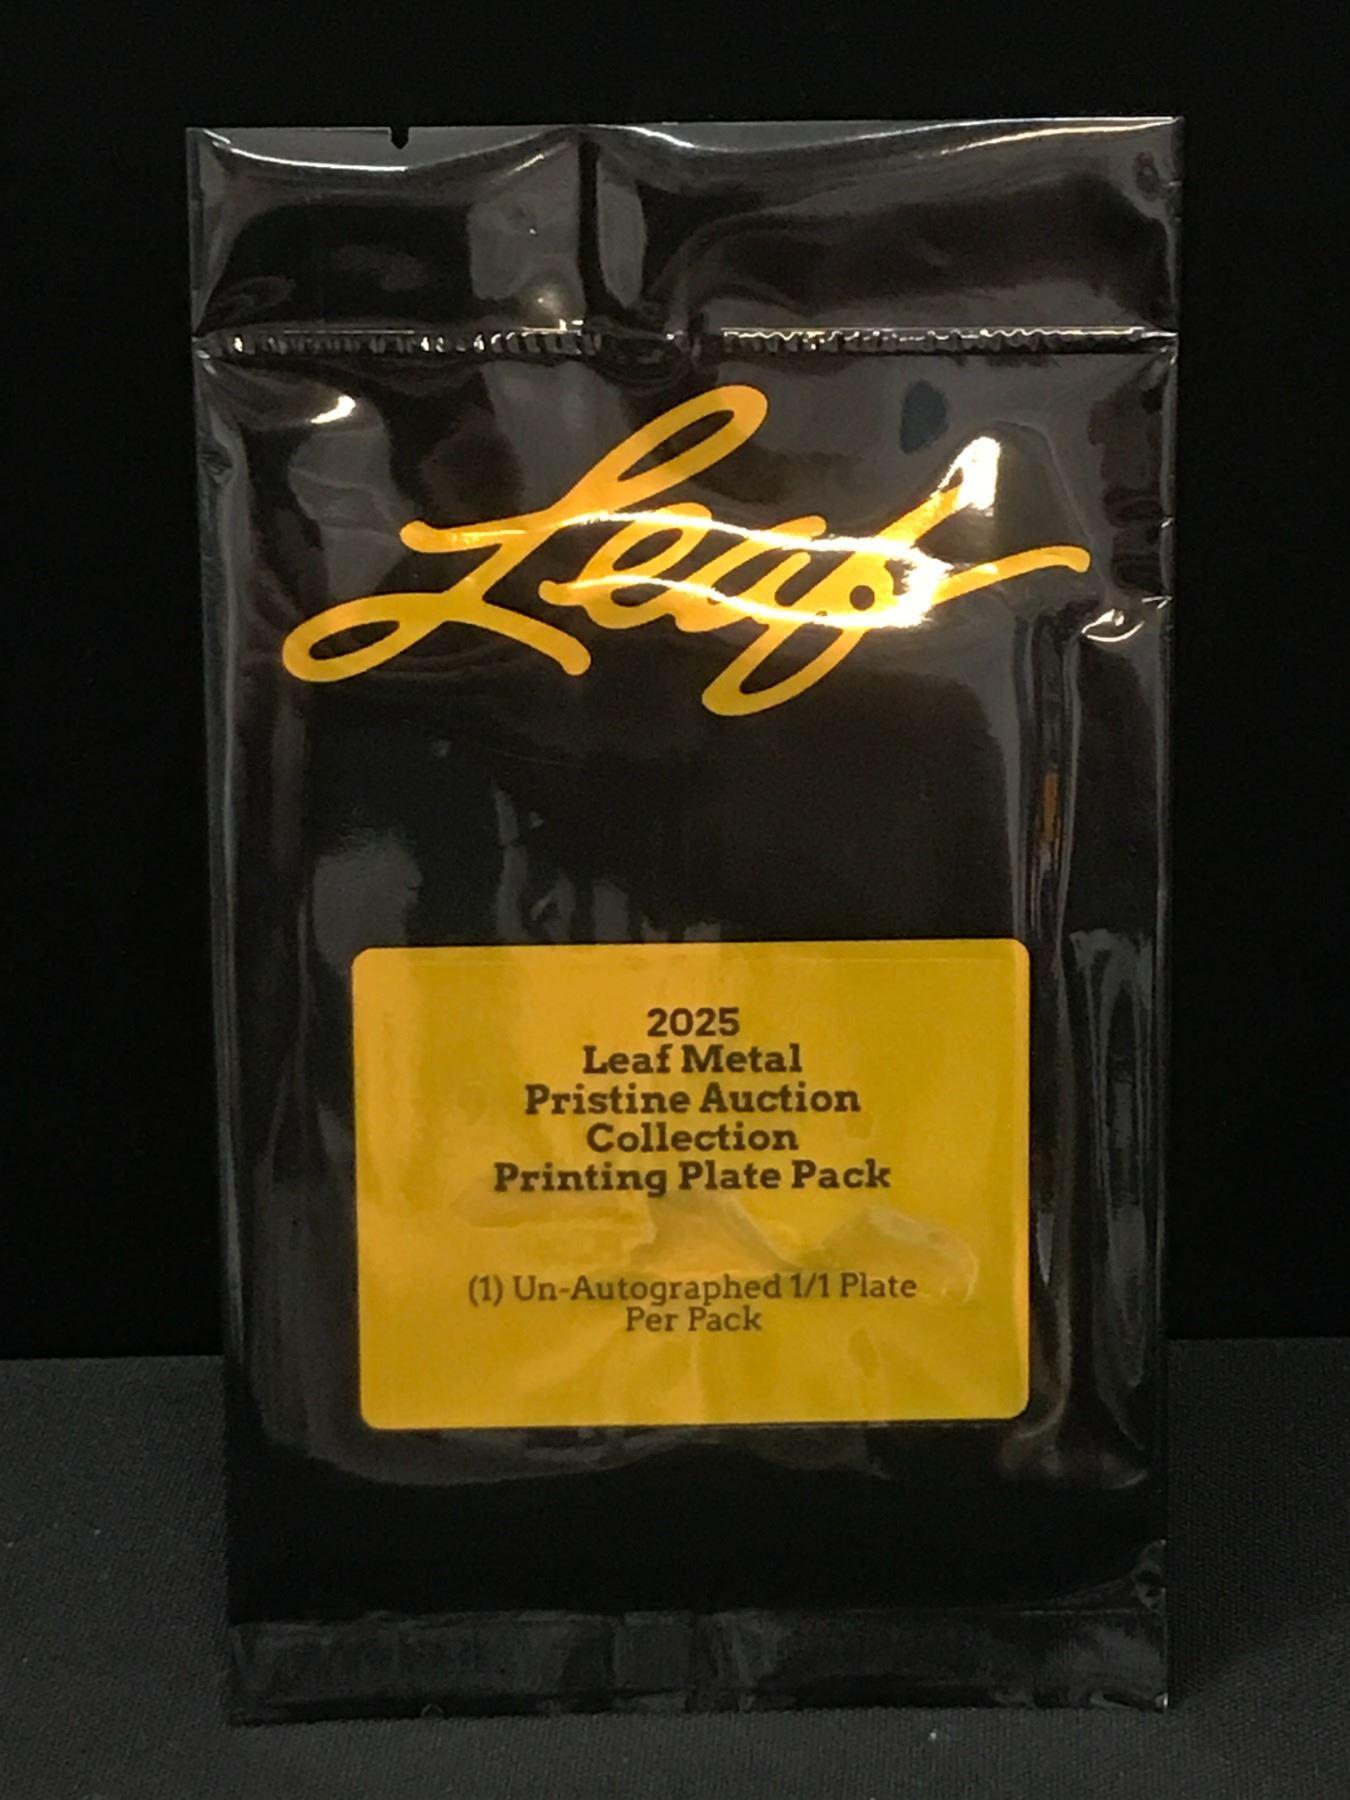 Leaf
2025
Leaf Metal
Pristine Auction
Collection
Printing Plate Pack
(1) Un-Autographed 1/1 Plate
Per Pack